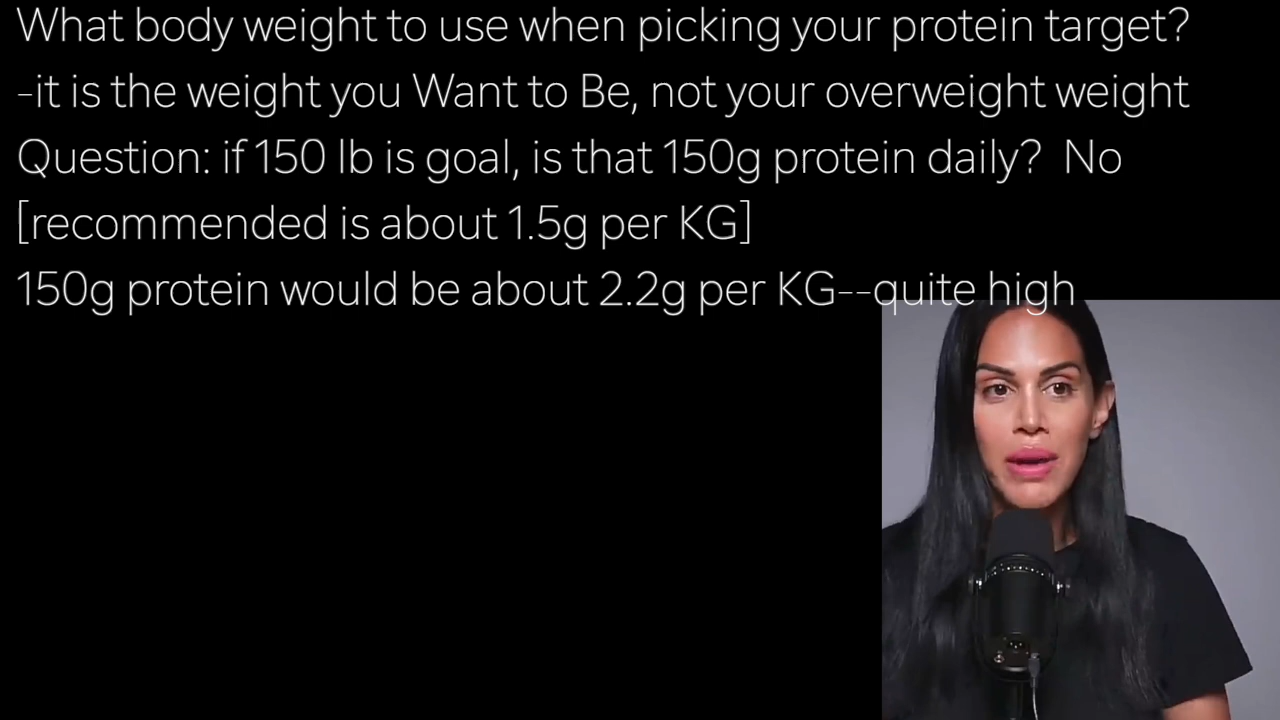 What body weight to use when picking your protein target?
-it is the weight you Want to Be, not your overweight weight
Question: if 150 lb is goal, is that 150g protein daily?  No
[recommended is about 1.5g per KG]
150g protein would be about 2.2g per KG--quite high